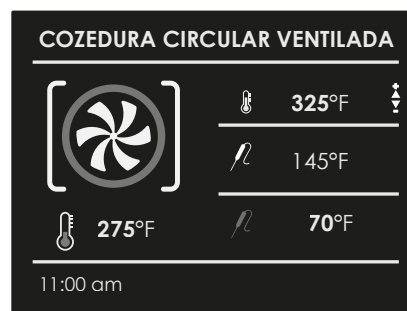 COZEDURA CIRCULAR VENTILADA
325°F
145°F
275°F
70°F
11:00 am